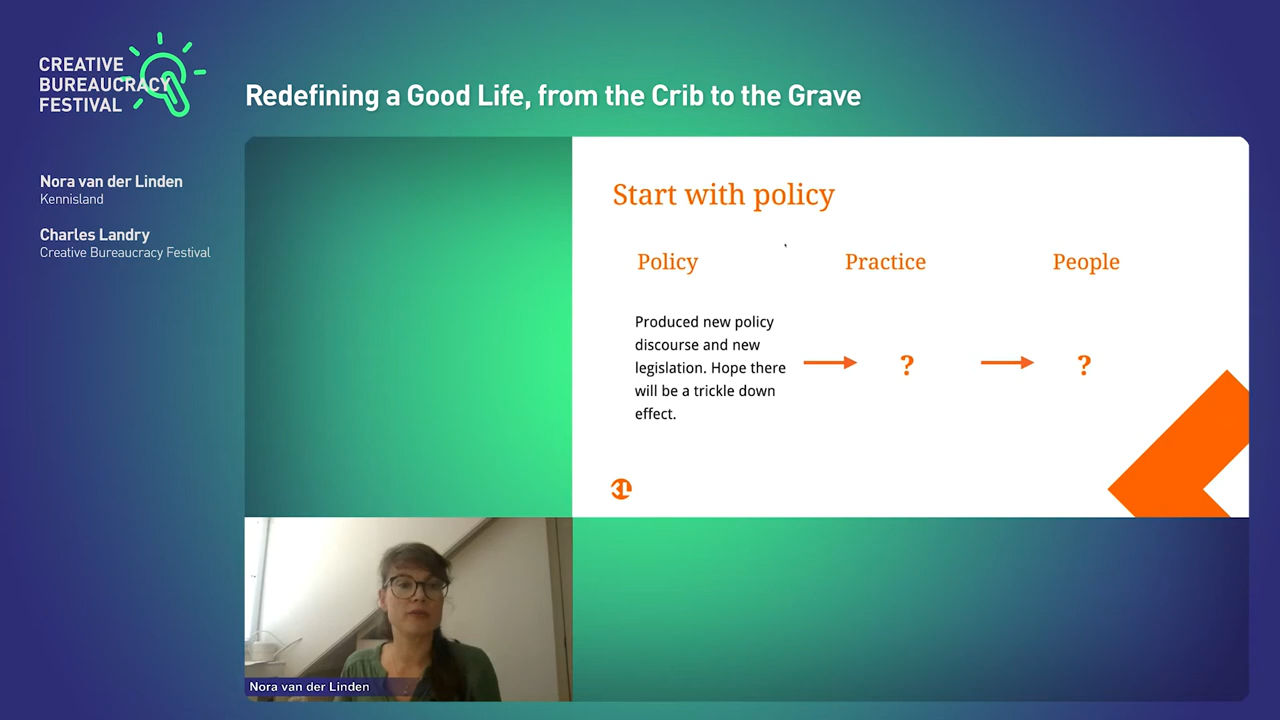 CREATIVE
BUREAUCRACY
FESTIVAL
Redefining a Good Life, from the Crib to the Grave
Nora van der Linden
Kennisland
Charles Landry
Creative Bureaucracy Festival
Start with policy
Policy
Practice
People
Produced new policy
discourse and new
legislation. Hope there
will be a trickle down
effect.
?
?
KL
Nora van der Linden